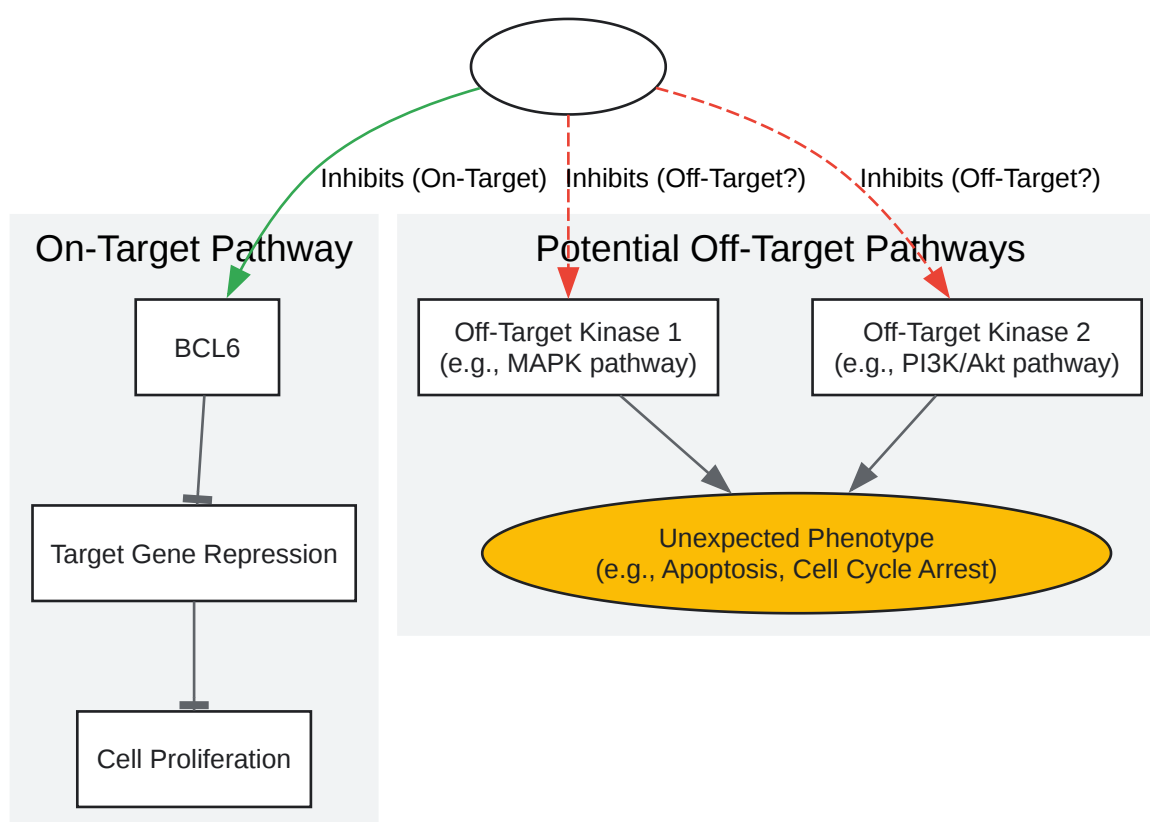 Inhibits (On-Target)
Inhibits (Off-Target?)
Inhibits (Off-Target?)
On-Target Pathway
Potential Off-Target Pathways
BCL6
Off-Target Kinase 1
(e.g., MAPK pathway)
Off-Target Kinase 2
(e.g., PI3K/Akt pathway)
Target Gene Repression
Unexpected Phenotype
(e.g., Apoptosis, Cell Cycle Arrest)
Cell Proliferation